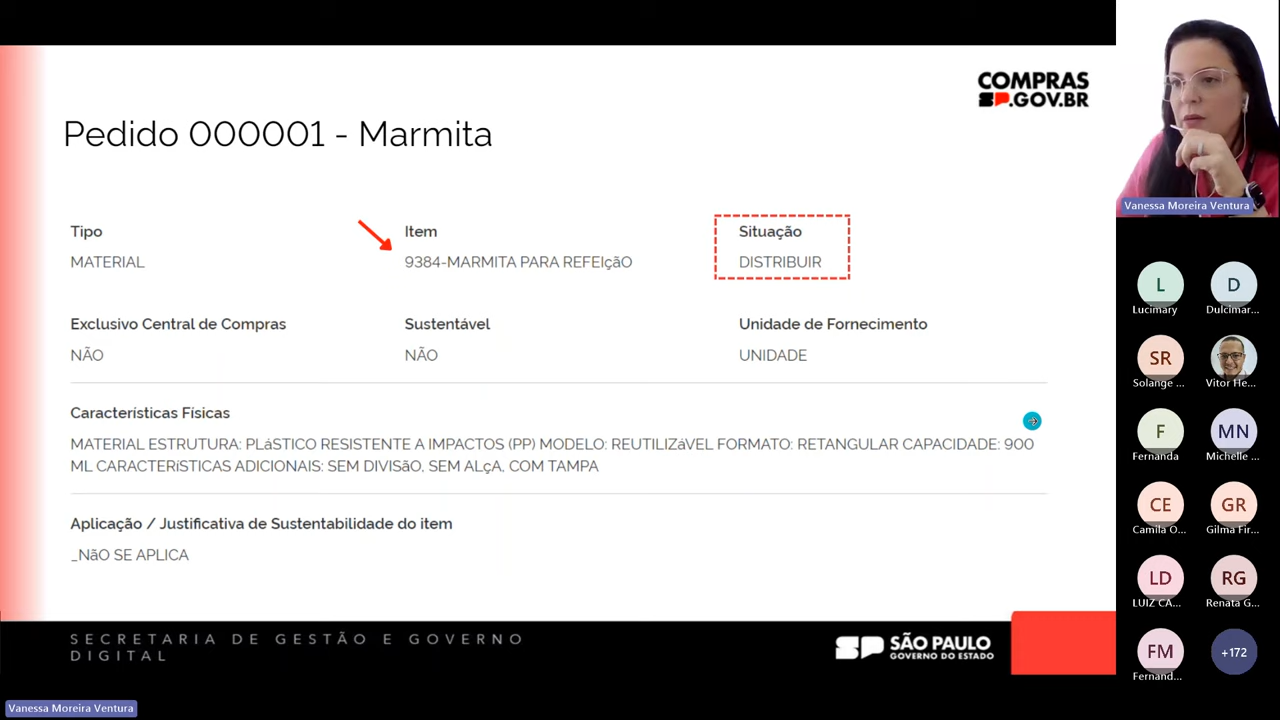 COMPRAS
SP.GOV.BR
Pedido 000001 - Marmita
Tipo
Item
Situação
MATERIAL
9384-MARMITA PARA REFEIçãO
DISTRIBUIR
Exclusivo Central de Compras
Sustentável
Unidade de Fornecimento
NÃO
NÃO
UNIDADE
Características Físicas
MATERIAL ESTRUTURA: PLáSTICO RESISTENTE A IMPACTOS (PP) MODELO: REUTILIZáVEL FORMATO: RETANGULAR CAPACIDADE: 900
ML CARACTERíSTICAS ADICIONAIS: SEM DIVISãO, SEM ALçA, COM TAMPA
Aplicação / Justificativa de Sustentabilidade do item
_NãO SE APLICA
SECRETARIA DE GESTÃO E GOVERNO
DIGITAL
SP SÃO PAULO
GOVERNO DO ESTADO
Vanessa Moreira Ventura
Vanessa Moreira Ventura
L
D
Lucimary
Dulcimar...
SR
Solange ...
Vitor He...
F
MN
Fernanda
Michelle ...
CE
GR
Camila O...
Gilma Fir...
LD
RG
LUIZ CA...
Renata G...
FM
+172
Fernand...